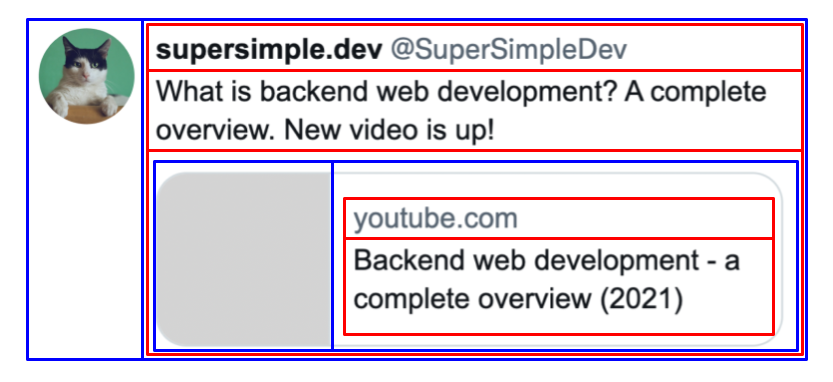 supersimple.dev @SuperSimpleDev
What is backend web development? A complete
overview. New video is up!
youtube.com
Backend web development - a
complete overview (2021)